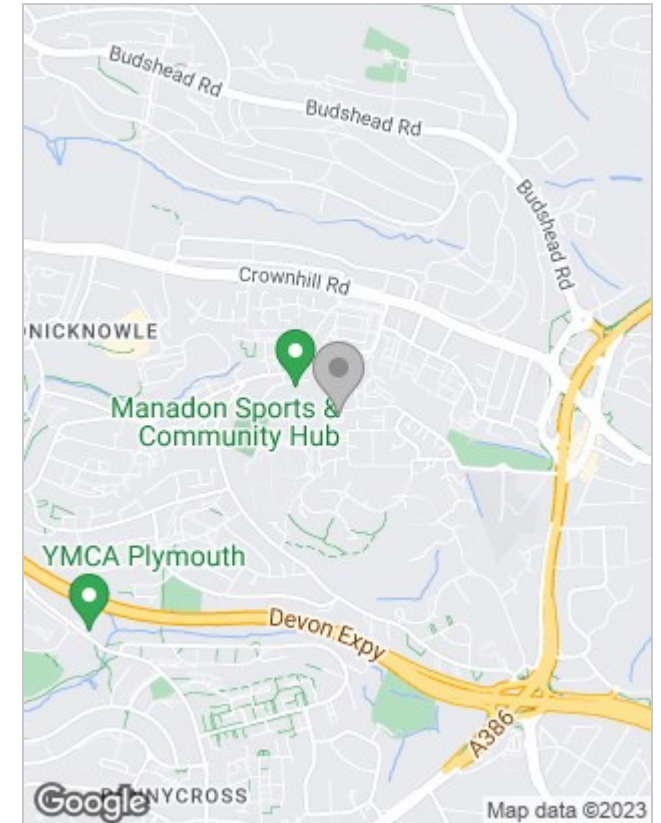 Budshead Rd
Budshead Rd
Budshead Rd
Crownhill Rd
NICKNOWLE
Manadon Sports &
Community Hub
YMCA Plymouth
Devon Expy
A386
NNYCROSS
Google
Map data ©2023